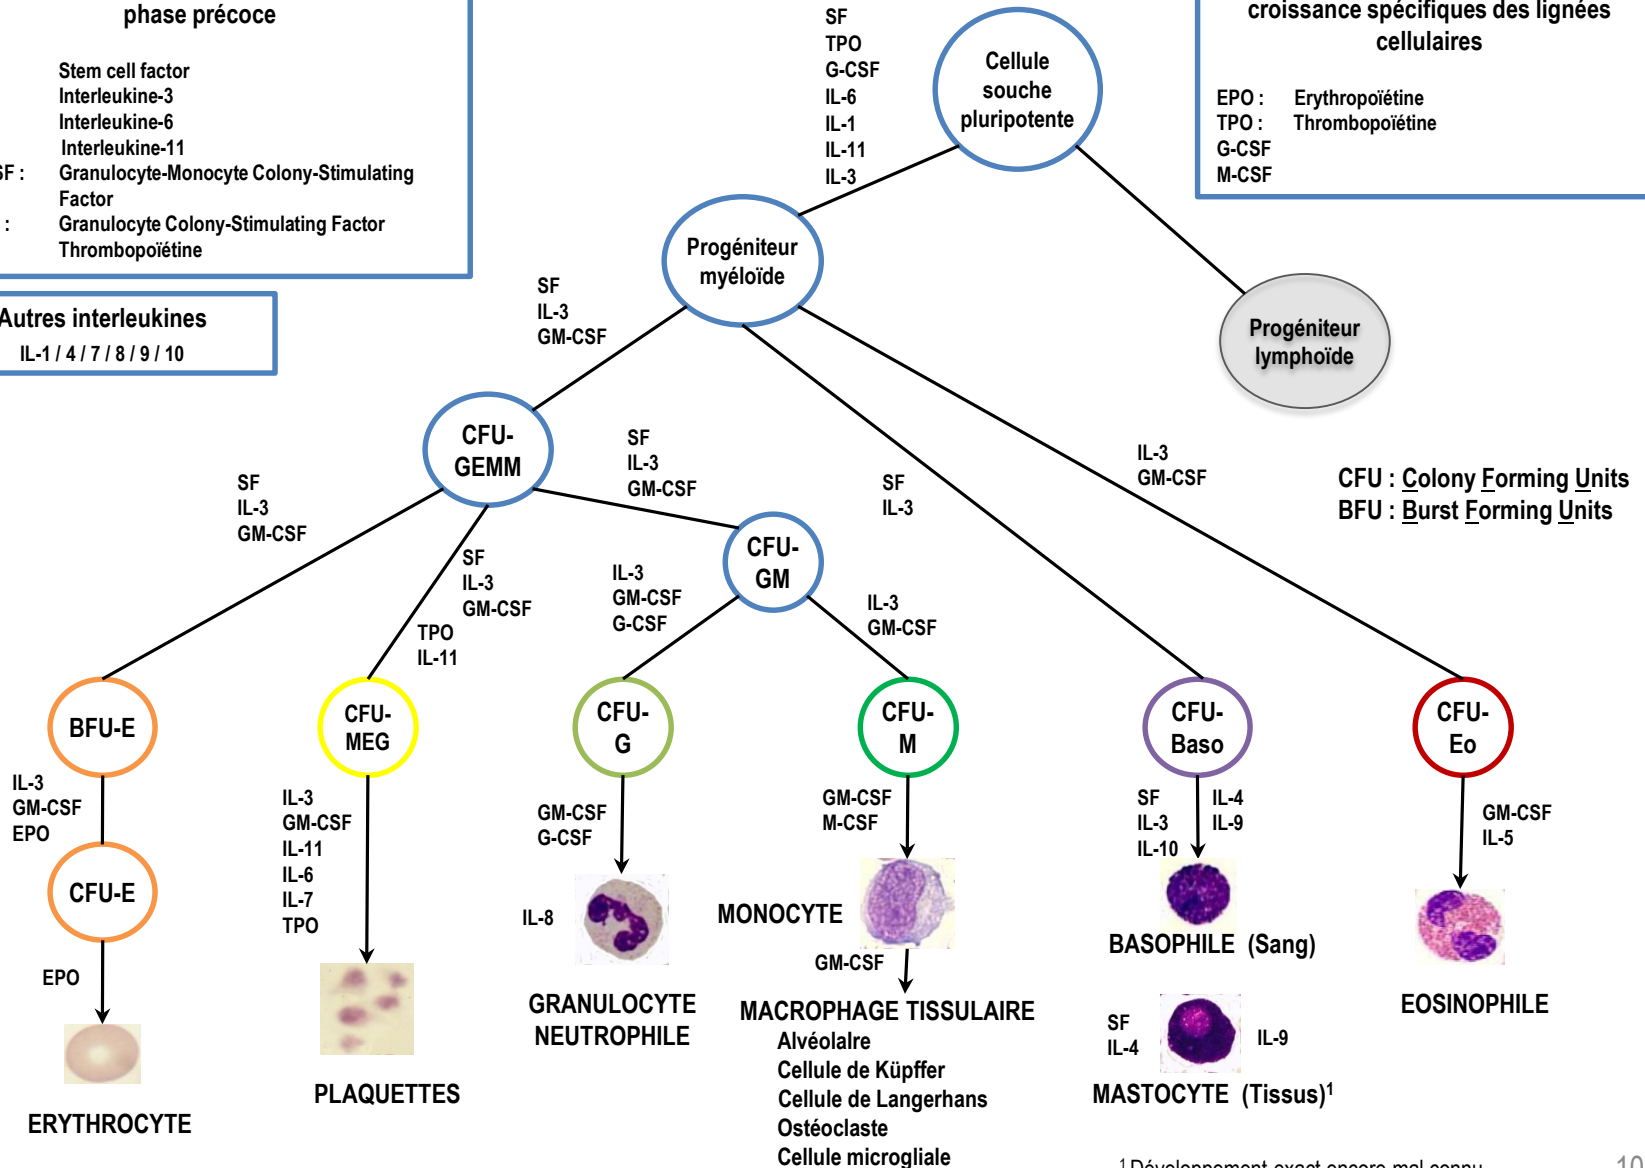 phase précoce
Stem cell factor
Interleukine-3
Interleukine-6
Interleukine-11
SF : Granulocyte-Monocyte Colony-Stimulating
Factor
: Granulocyte Colony-Stimulating Factor
Thrombopoïétine
Autres interleukines
IL-1 / 4 / 7 / 8 / 9 / 10
SF
TPO
G-CSF
IL-6
IL-1
IL-11
IL-3
Cellule
souche
pluripotente
croissance spécifiques des lignées
cellulaires
EPO : Erythropoïétine
TPO : Thrombopoïétine
G-CSF
M-CSF
Progéniteur
myéloïde
Progéniteur
lymphoïde
SF
IL-3
GM-CSF
CFU-
GEMM
SF
IL-3
GM-CSF
SF
IL-3
GM-CSF
SF
IL-3
GM-CSF
TPO
IL-11
CFU-
GM
IL-3
GM-CSF
G-CSF
IL-3
GM-CSF
SF
IL-3
IL-3
GM-CSF
CFU : Colony Forming Units
BFU : Burst Forming Units
BFU-E
CFU-
MEG
CFU-
G
CFU-
M
CFU-
Baso
CFU-
Eo
IL-3
GM-CSF
EPO
CFU-E
EPO
ERYTHROCYTE
IL-3
GM-CSF
IL-11
IL-6
IL-7
TPO
PLAQUETTES
GM-CSF
G-CSF
IL-8
GRANULOCYTE
NEUTROPHILE
GM-CSF
M-CSF
MONOCYTE
GM-CSF
MACROPHAGE TISSULAIRE
Alvéolaire
Cellule de Küpffer
Cellule de Langerhans
Ostéoclaste
Cellule microgliale
SF IL-4
IL-3 IL-9
IL-10
BASOPHILE (Sang)
SF
IL-4
IL-9
MASTOCYTE (Tissus)¹
GM-CSF
IL-5
EOSINOPHILE
¹ Développement exact encore mal connu
10